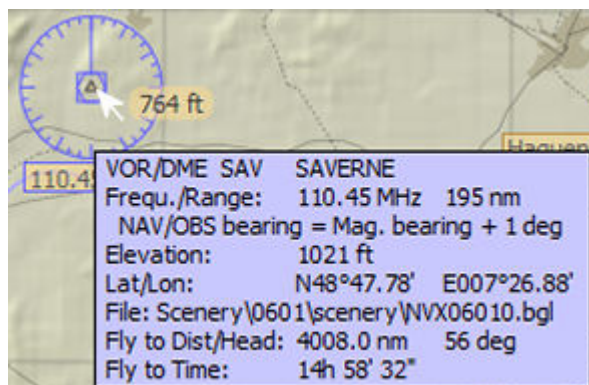 764 ft
Haguen
110.4
VOR/DME SAV SAVERNE
Frequ./Range: 110.45 MHz 195 nm
NAV/OBS bearing = Mag. bearing + 1 deg
Elevation: 1021 ft
Lat/Lon: N48°47.78' E007°26.88'
File: Scenery\0601\scenery\NVX06010.bgl
Fly to Dist/Head: 4008.0 nm 56 deg
Fly to Time: 14h 58' 32"